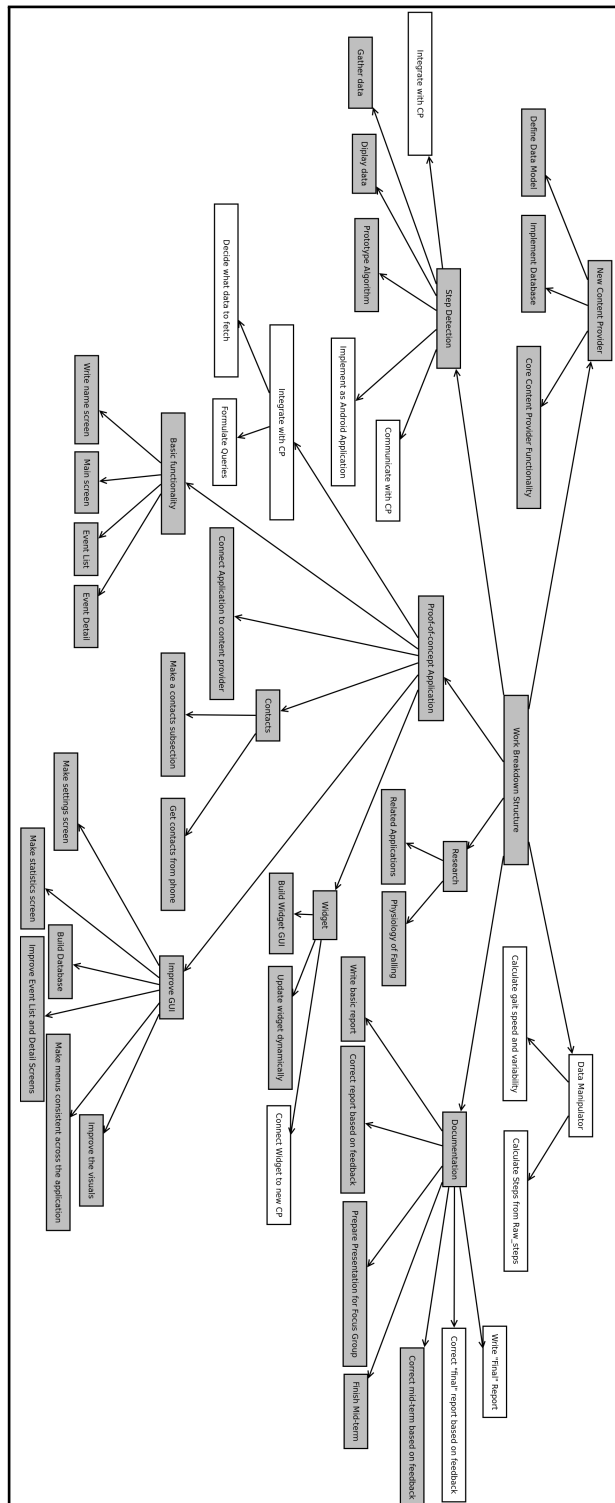 Work Breakdown Structure
New Content Provider
Define Data Model
Implement Database
Core Content Provider Functionality
Step Detection
Integrate with CP
Gather data
Diplay data
Prototype Algorithm
Implement as Android Application
Communicate with CP
Proof-of-concept Application
Integrate with CP
Decide what data to fetch
Formulate Queries
Basic functionality
Write name screen
Main screen
Event List
Event Detail
Connect Application to content provider
Contacts
Make a contacts subsection
Get contacts from phone
Improve GUI
Make settings screen
Make statistics screen
Build Database
Improve Event List and Detail Screens
Make menus consistent across the application
Improve the visuals
Widget
Build Widget GUI
Update widget dynamically
Connect Widget to new CP
Research
Related Applications
Physiology of Falling
Documentation
Write basic report
Correct report based on feedback
Prepare Presentation for Focus Group
Finish Mid-term
Correct mid-term based on feedback
Correct "final" report based on feedback
Write "Final" Report
Data Manipulator
Calculate gait speed and variability
Calculate Steps from Raw_steps